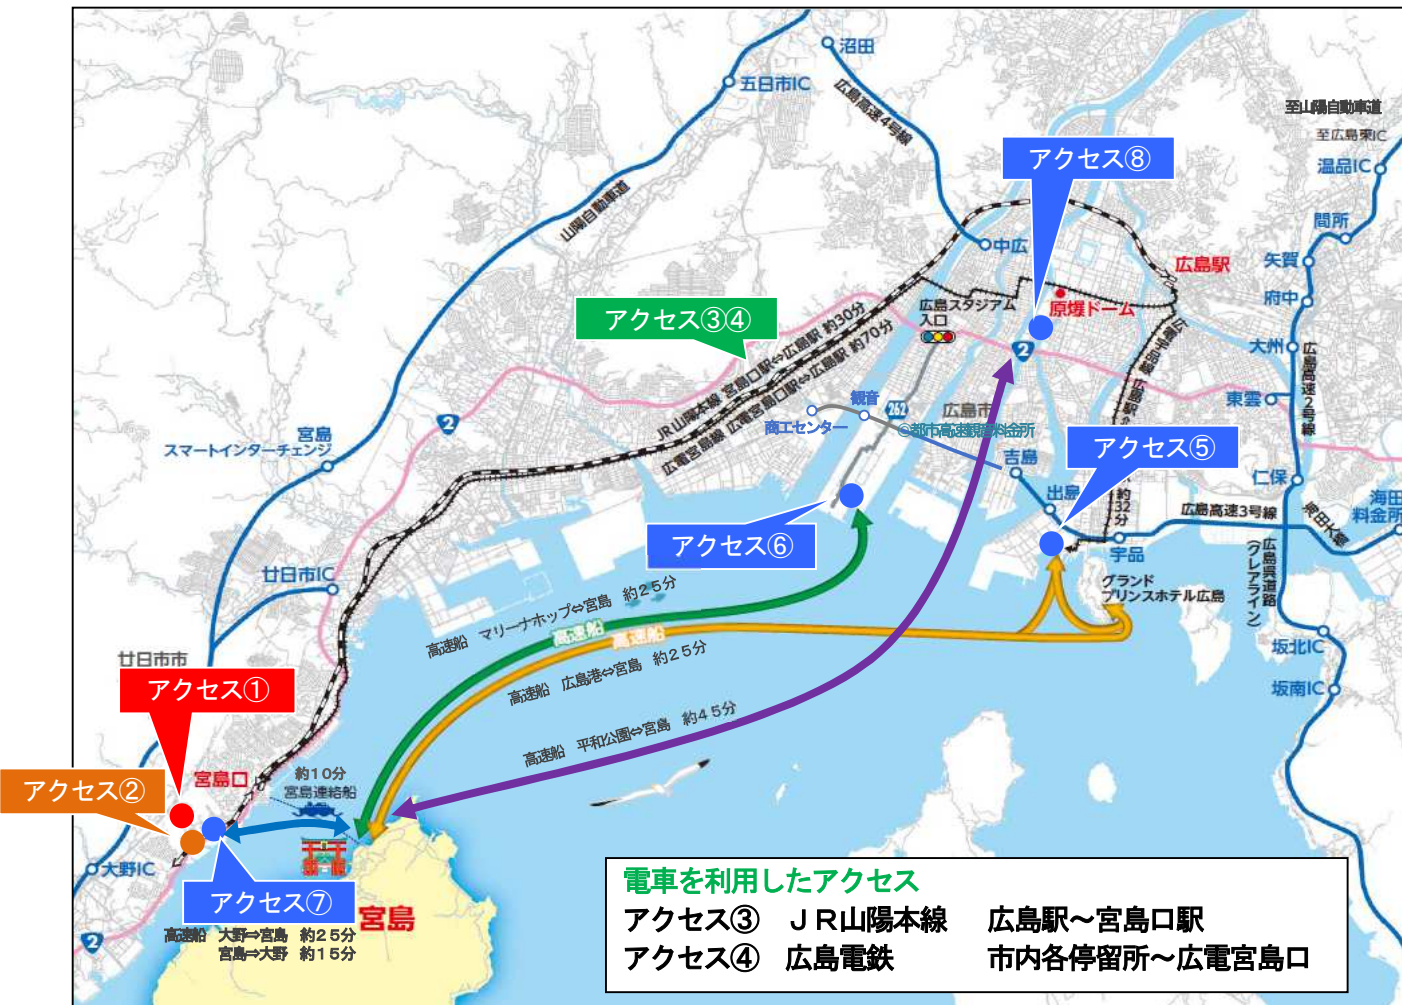 沼田
五日市IC
広島高速4号線
至山陽自動車道
至広島東IC
アクセス⑧
温品IC
山陽自動車道
間所
中広
広島駅
矢賀
府中
広島スタジアム
入口
原爆ドーム
アクセス③④
2
大州
広島高速2号線
JR山陽本線 宮島口駅⇔広島駅 約30分
広電宮島線 広電宮島口駅⇔広島駅 約70分
観音
262
広島市
東雲
商工センター
都市高速観音料金所
2
宮島
スマートインターチェンジ
アクセス⑤
吉島
仁保
出島
約32分
海田
料金所
海田大橋
アクセス⑥
広島高速3号線
宇品
広島県道路
(クレアライン)
グランド
プリンスホテル広島
廿日市IC
高速船 マリーナホップ⇔宮島 約25分
高速船
高速船
高速船 広島港⇔宮島 約25分
坂北IC
坂南IC
廿日市市
アクセス①
高速船 平和公園⇔宮島 約45分
宮島口
約10分
宮島連絡船
アクセス②
大野IC
アクセス⑦
宮島
2
高速船 大野⇒宮島 約25分
宮島⇒大野 約15分
電車を利用したアクセス
アクセス③ JR山陽本線 広島駅～宮島口駅
アクセス④ 広島電鉄 市内各停留所～広電宮島口